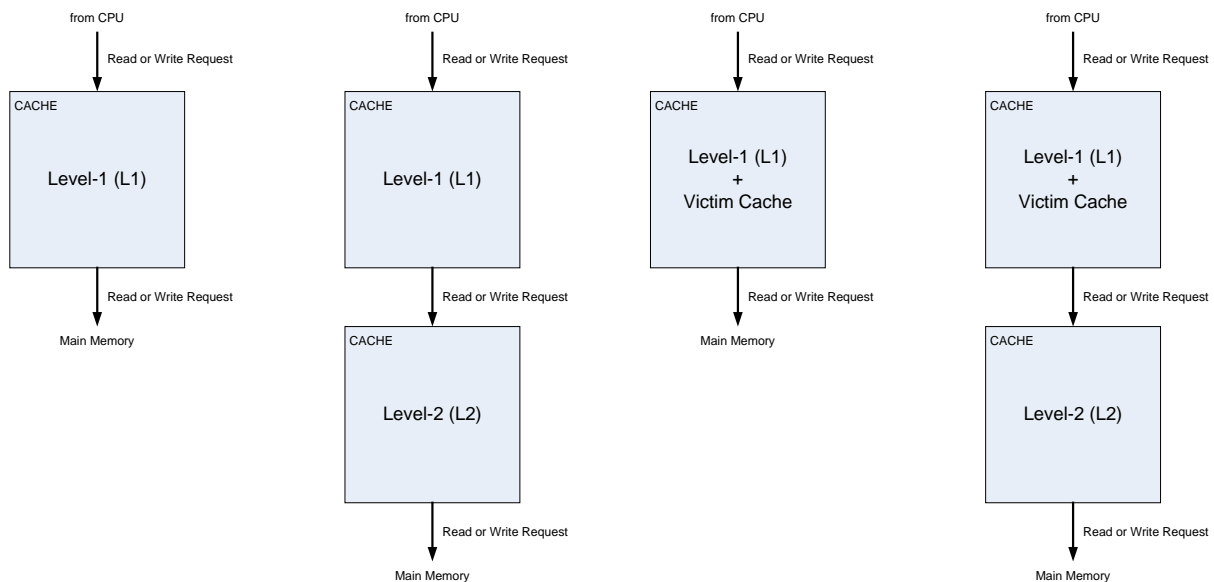 from CPU
Read or Write Request
CACHE
Level-1 (L1)
Read or Write Request
Main Memory
from CPU
Read or Write Request
CACHE
Level-1 (L1)
Read or Write Request
CACHE
Level-2 (L2)
Read or Write Request
Main Memory
from CPU
Read or Write Request
CACHE
Level-1 (L1)
+
Victim Cache
Read or Write Request
Main Memory
from CPU
Read or Write Request
CACHE
Level-1 (L1)
+
Victim Cache
Read or Write Request
CACHE
Level-2 (L2)
Read or Write Request
Main Memory